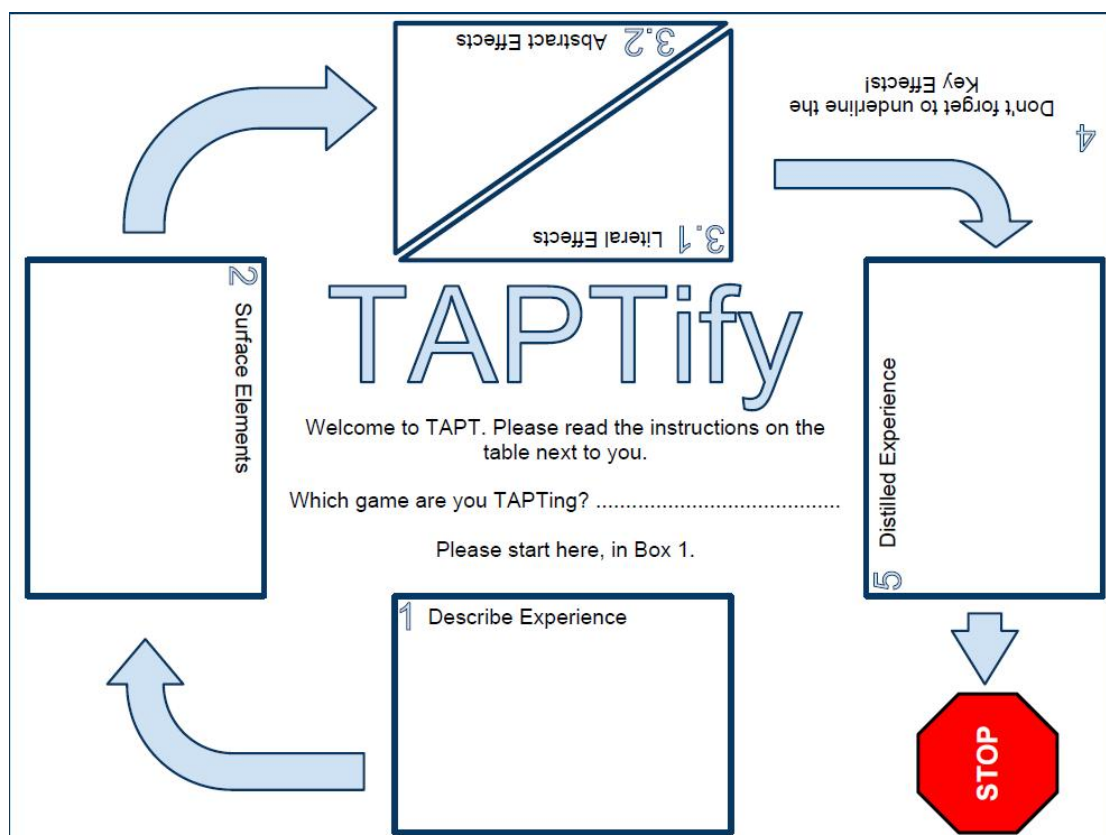 TAPTify
Welcome to TAPT. Please read the instructions on the
table next to you.
Which game are you TAPTing? ..........................................
Please start here, in Box 1.
1 Describe Experience
2 Surface Elements
3.1 Literal Effects
3.2 Abstract Effects
4
Don't forget to underline the
Key Effects!
5 Distilled Experience
STOP